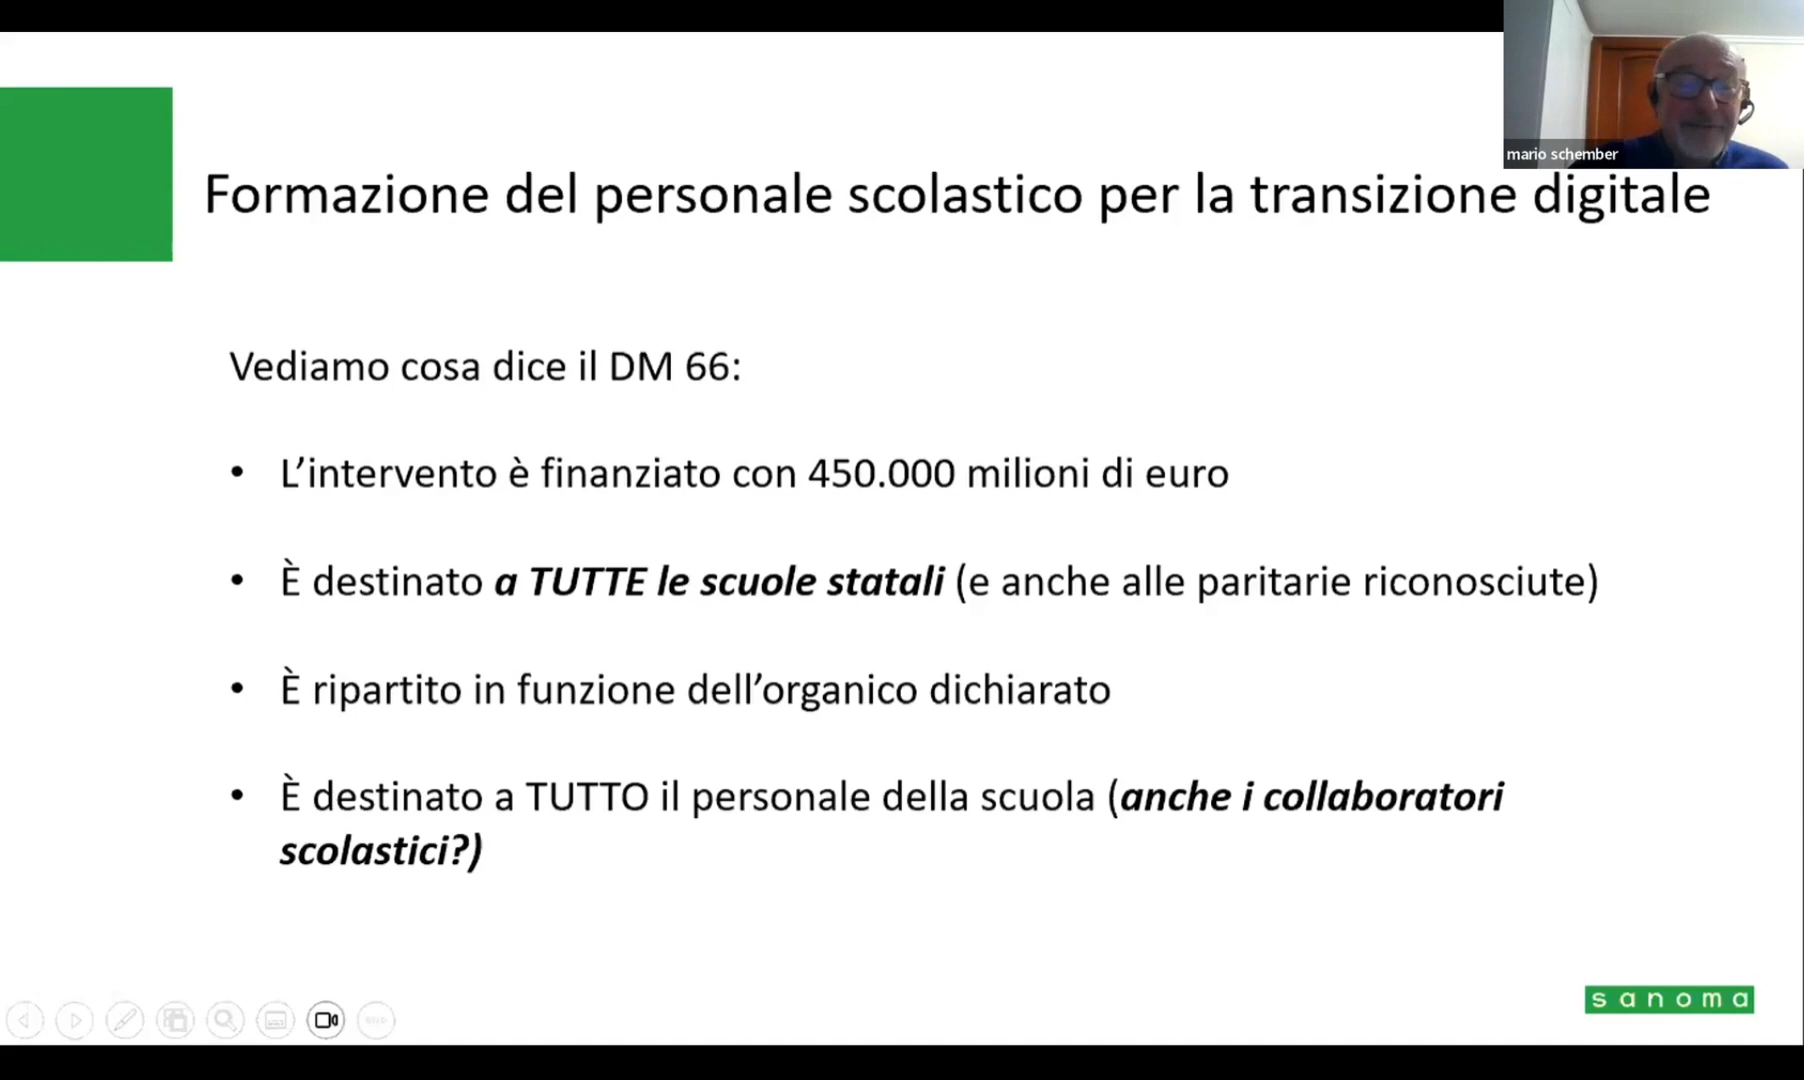 mario schember
Formazione del personale scolastico per la transizione digitale
Vediamo cosa dice il DM 66:
• L’intervento è finanziato con 450.000 milioni di euro
• È destinato a TUTTE le scuole statali (e anche alle paritarie riconosciute)
• È ripartito in funzione dell’organico dichiarato
• È destinato a TUTTO il personale della scuola (anche i collaboratori
scolastici?)
sanoma